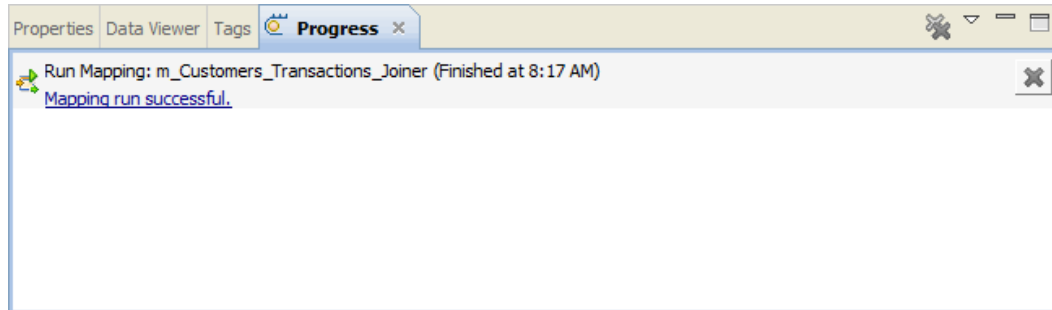 Properties Data Viewer Tags Progress
Run Mapping: m_Customers_Transactions_Joiner (Finished at 8:17 AM)
Mapping run successful.